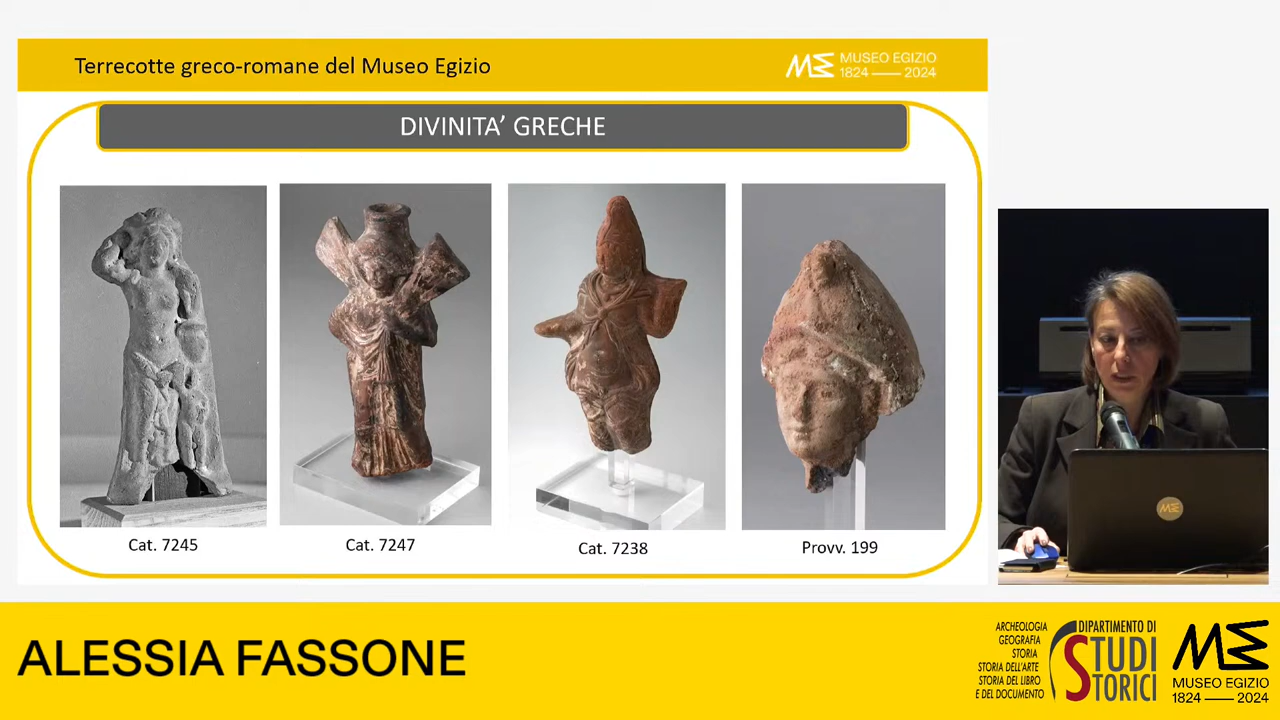 Terrecotte greco-romane del Museo Egizio
MUSEO EGIZIO
1824 — 2024
DIVINITA’ GRECHE
Cat. 7245
Cat. 7247
Cat. 7238
Provv. 199
ALESSIA FASSONE
ARCHEOLOGIA
GEOGRAFIA
STORIA
STORIA DELL'ARTE
STORIA DEL LIBRO
E DEL DOCUMENTO
DIPARTIMENTO DI
STUDI
STORICI
ME
MUSEO EGIZIO
1824 — 2024